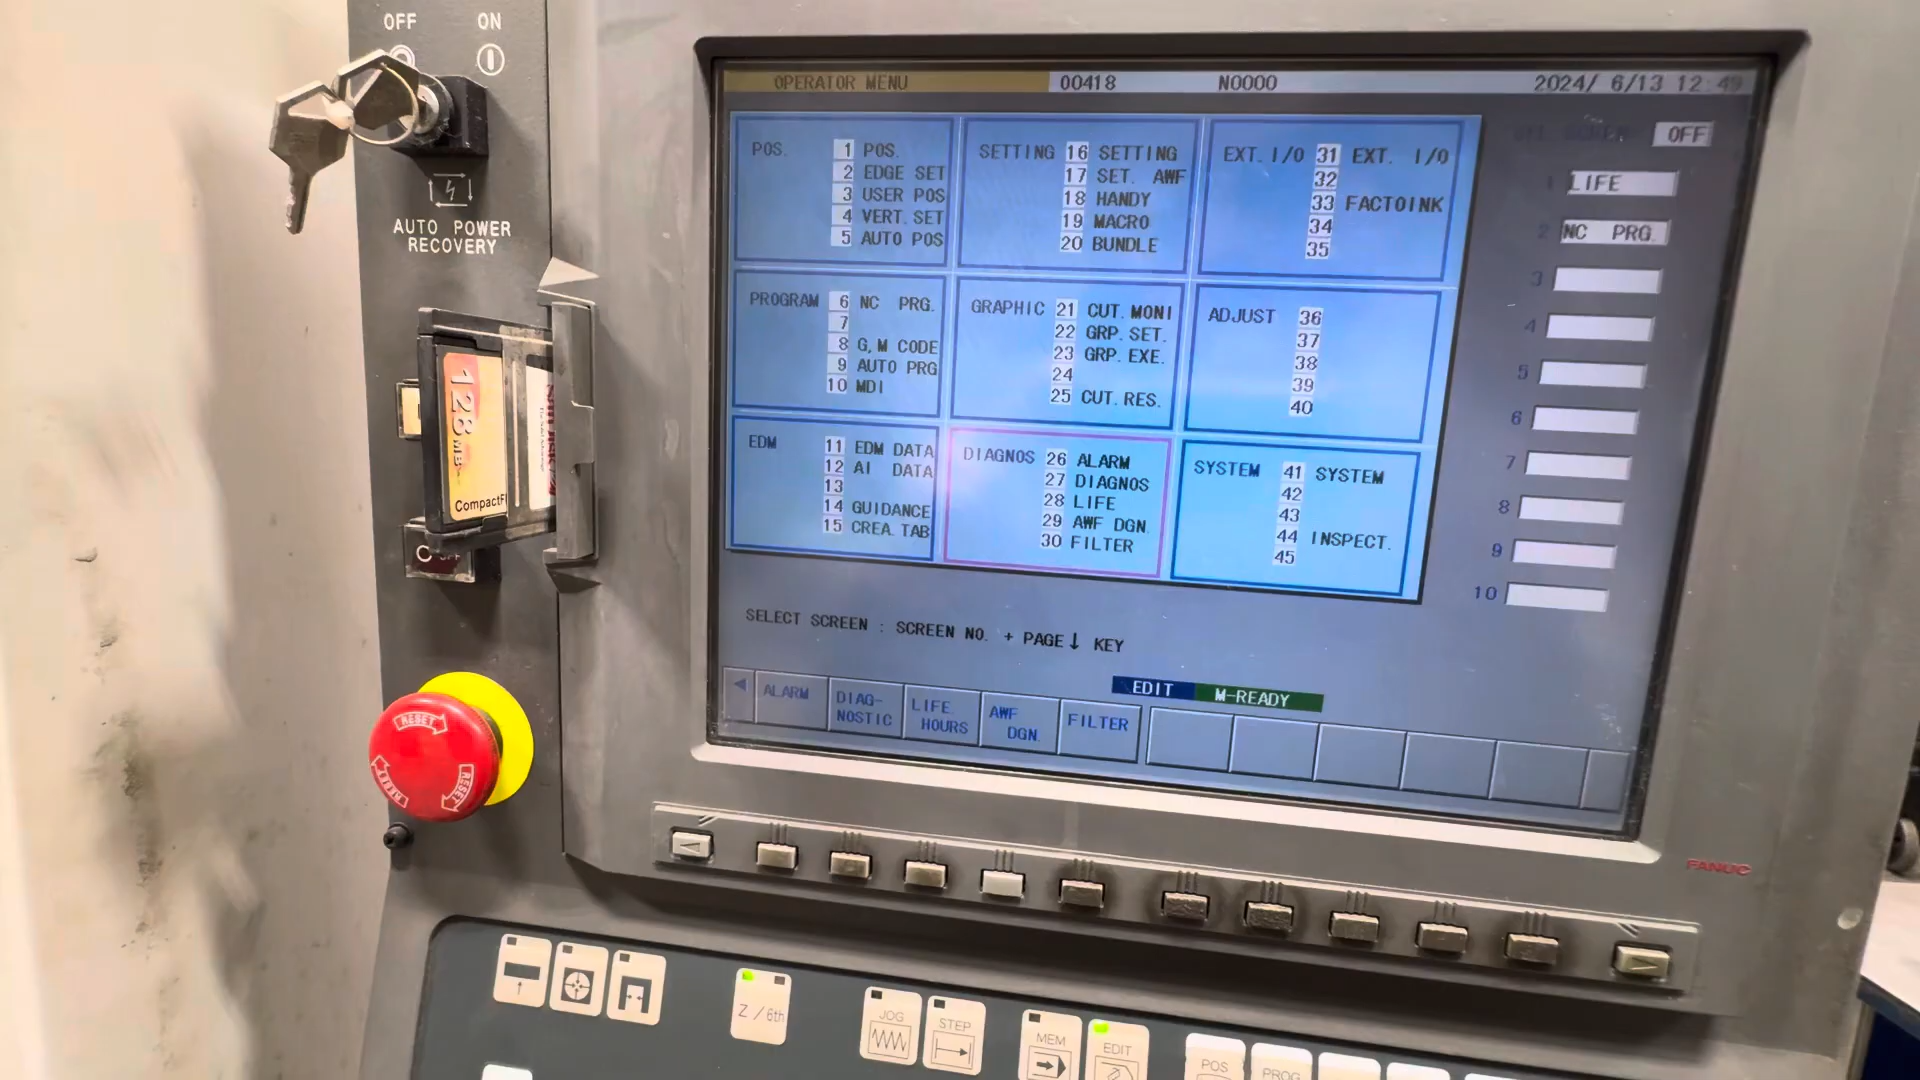 OFF ON
AUTO POWER
RECOVERY
128MB
CompactFl
OFF
RESET
RESET
RESET
OPERATOR MENU 00418 N0000 2024/ 6/13 12:49
OFF
POS. 1 POS.
2 EDGE SET
3 USER POS
4 VERT. SET
5 AUTO POS
SETTING 16 SETTING
17 SET. AWF
18 HANDY
19 MACRO
20 BUNDLE
EXT. I/O 31 EXT. I/O
32
33 FACTOINK
34
35
PROGRAM 6 NC PRG.
7
8 G,M CODE
9 AUTO PRG
10 MDI
GRAPHIC 21 CUT. MONI
22 GRP. SET.
23 GRP. EXE.
24
25 CUT. RES.
ADJUST 36
37
38
39
40
EDM 11 EDM DATA
12 AI DATA
13
14 GUIDANCE
15 CREA. TAB
DIAGNOS 26 ALARM
27 DIAGNOS
28 LIFE
29 AWF DGN.
30 FILTER
SYSTEM 41 SYSTEM
42
43
44 INSPECT.
45
1 LIFE
2 NC PRG.
3
4
5
6
7
8
9
10
SELECT SCREEN : SCREEN NO. + PAGE↓ KEY
EDIT M-READY
ALARM
DIAG-
NOSTIC
LIFE
HOURS
AWF
DGN.
FILTER
FANUC
Z/6th
JOG
STEP
MEM
EDIT
POS
PROG